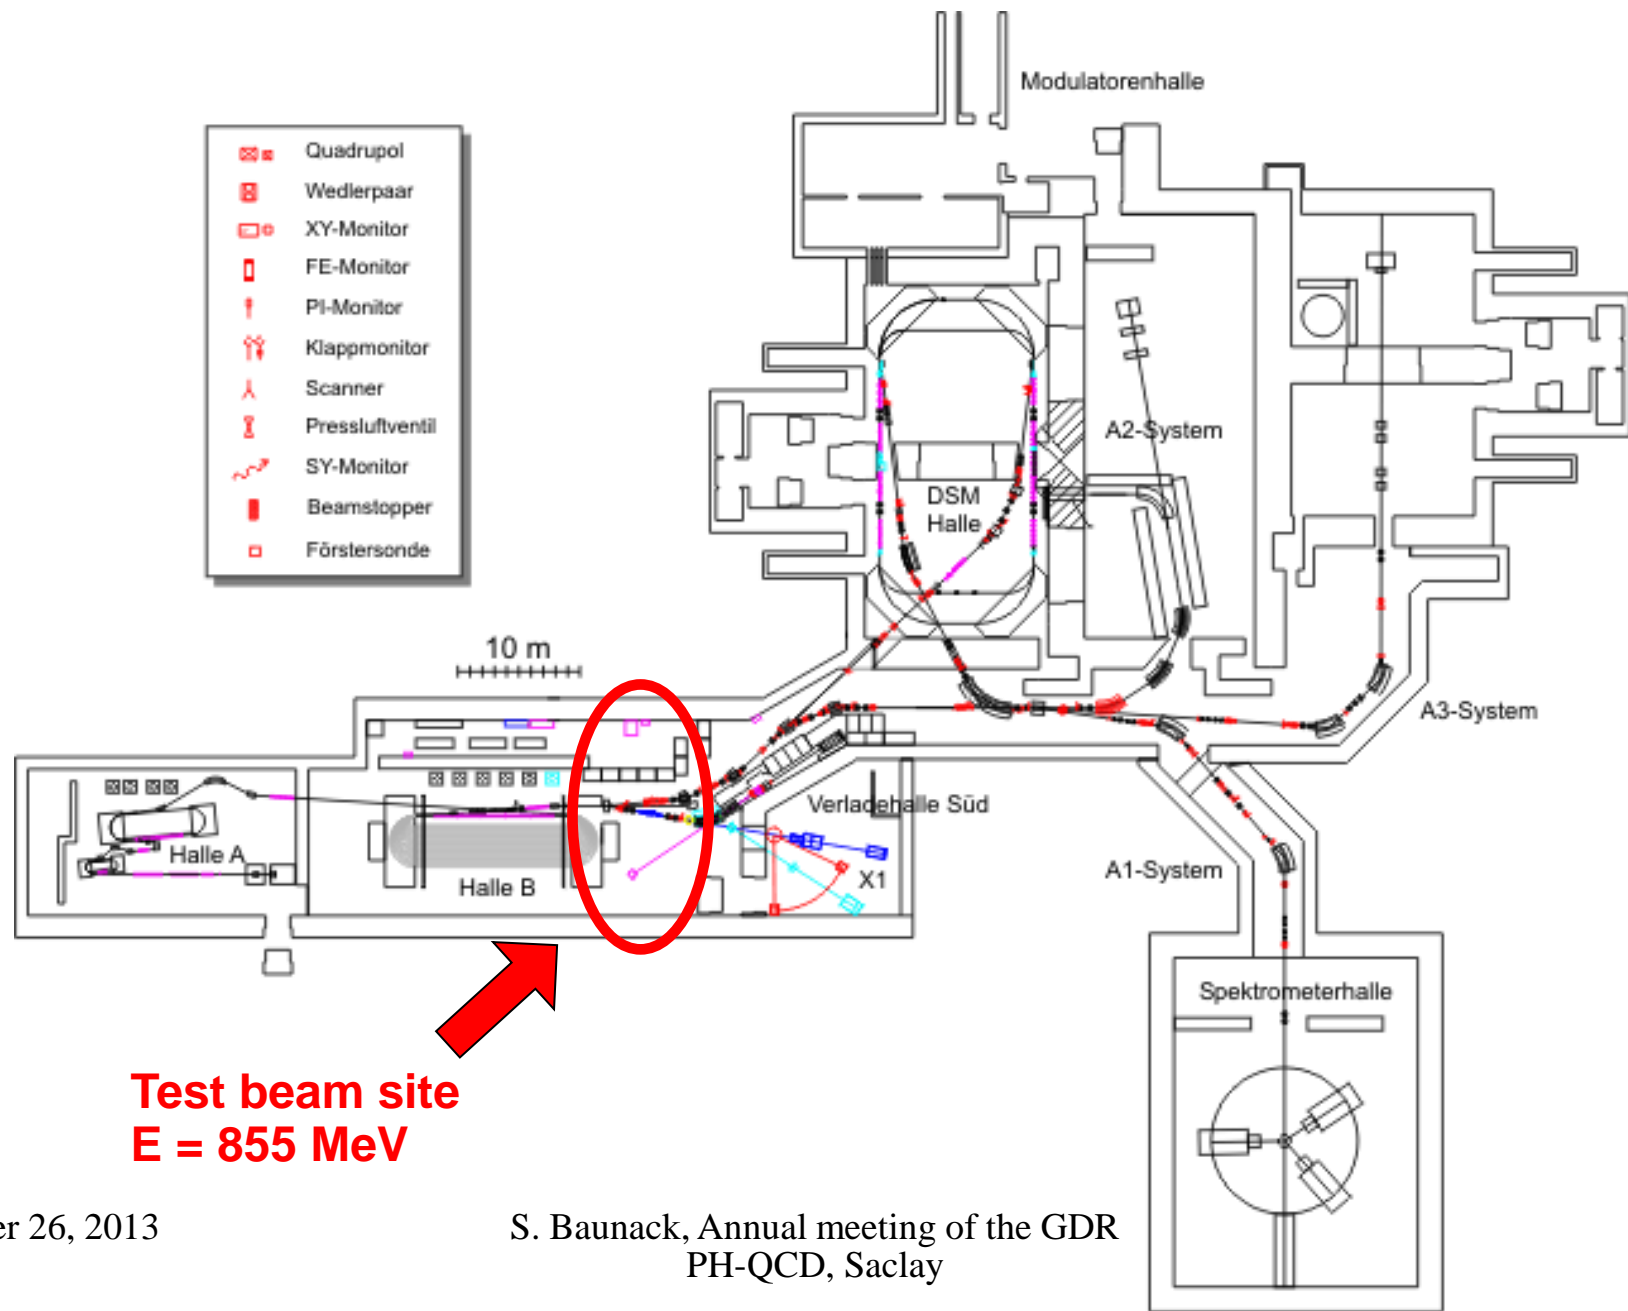 Modulatorenhalle
Quadrupol
Wedlerpaar
XY-Monitor
FE-Monitor
PI-Monitor
Klappmonitor
Scanner
Pressluftventil
SY-Monitor
Beamstopper
Förstersonde
A2-System
DSM
Halle
10 m
A3-System
Verladehalle Süd
Halle A
Halle B
X1
A1-System
Spektrometerhalle
Test beam site
E = 855 MeV
er 26, 2013
S. Baunack, Annual meeting of the GDR
PH-QCD, Saclay